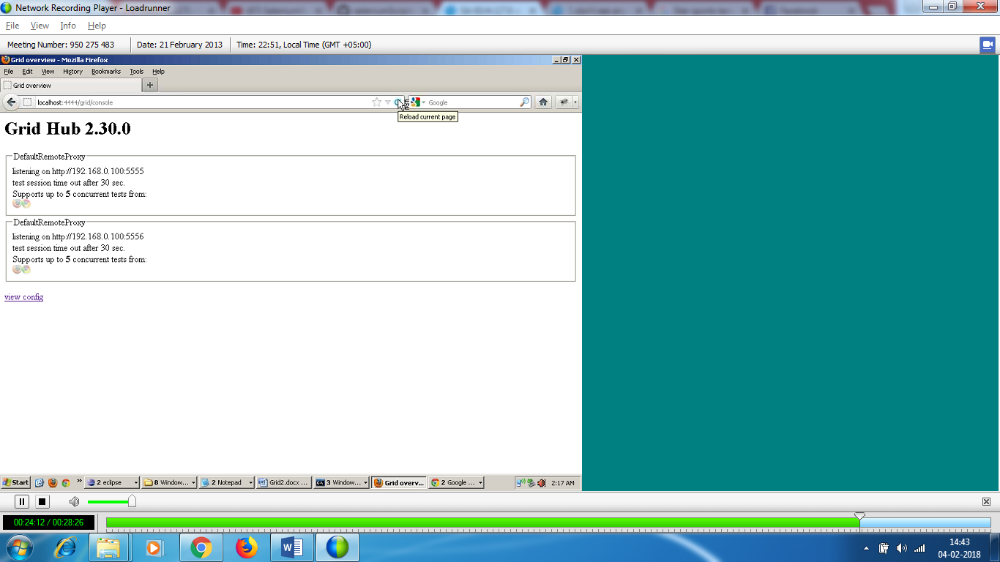 Network Recording Player - Loadrunner
File View Info Help
Meeting Number: 950 275 483 Date: 21 February 2013 Time: 22:51, Local Time (GMT +05:00)
Grid overview - Mozilla Firefox
File Edit View History Bookmarks Tools Help
Grid overview
localhost:4444/grid/console Google
Reload current page
Grid Hub 2.30.0
DefaultRemoteProxy
listening on http://192.168.0.100:5555
test session time out after 30 sec.
Supports up to 5 concurrent tests from:
DefaultRemoteProxy
listening on http://192.168.0.100:5556
test session time out after 30 sec.
Supports up to 5 concurrent tests from:
view config
Start 2 eclipse 8 Window... 2 Notepad Grid2.docx ... 3 Window... Grid overv... 2 Google ... 2:17 AM
00:24:12 / 00:28:26
14:43
04-02-2018